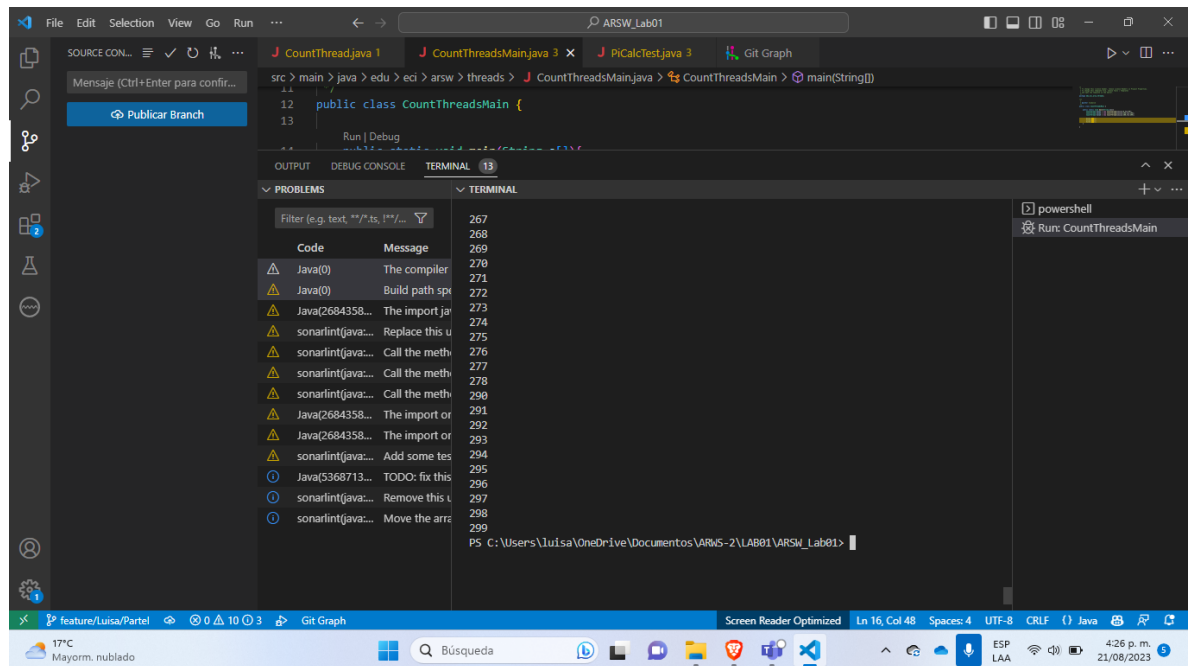 File Edit Selection View Go Run ··· ← → ARSW_Lab01
SOURCE CON... ···
Mensaje (Ctrl+Enter para confir...
Publicar Branch
J CountThread.java 1 J CountThreadsMain.java 3 × J PiCalcTest.java 3 Git Graph
src > main > java > edu > eci > arsw > threads > J CountThreadsMain.java > CountThreadsMain > main(String[])
11 */
12 public class CountThreadsMain {
13
Run | Debug
OUTPUT DEBUG CONSOLE TERMINAL 13
PROBLEMS
Filter (e.g. text, **/*.ts, !**/...
Code Message
Java(0) The compiler
Java(0) Build path spe
Java(2684358... The import ja
sonarlint(java:... Replace this u
sonarlint(java:... Call the meth
sonarlint(java:... Call the meth
sonarlint(java:... Call the meth
Java(2684358... The import or
Java(2684358... The import or
sonarlint(java:... Add some tes
Java(5368713... TODO: fix this
sonarlint(java:... Remove this u
sonarlint(java:... Move the arra
TERMINAL
267
268
269
270
271
272
273
274
275
276
277
278
290
291
292
293
294
295
296
297
298
299
PS C:\Users\luisa\OneDrive\Documentos\ARWS-2\LAB01\ARSW_Lab01>
powershell
Run: CountThreadsMain
2
1
feature/Luisa/ParteI 0 10 3 Git Graph Screen Reader Optimized Ln 16, Col 48 Spaces: 4 UTF-8 CRLF {} Java
17°C
Mayorm. nublado
Búsqueda
ESP
LAA
4:26 p. m.
21/08/2023
5